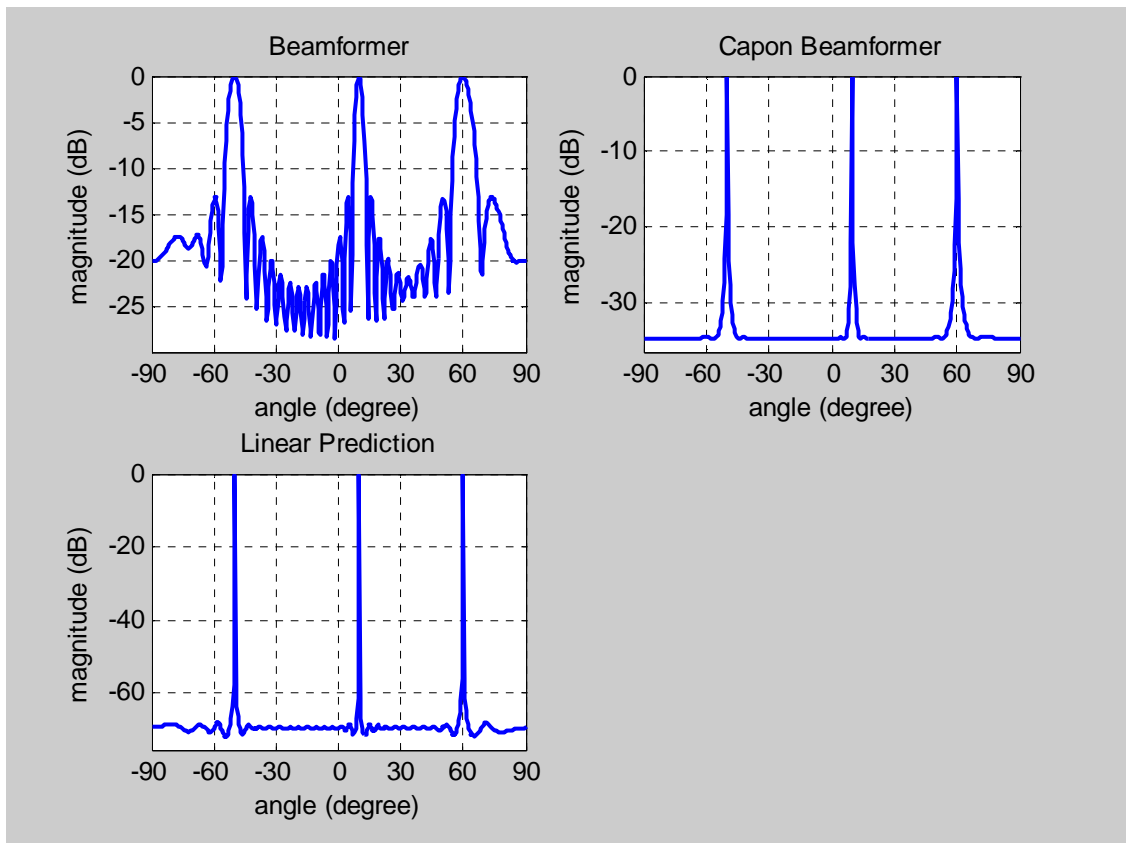 Beamformer
0
-5
-10
-15
-20
-25
magnitude (dB)
-90 -60 -30 0 30 60 90
angle (degree)
Capon Beamformer
0
-10
-20
-30
magnitude (dB)
-90 -60 -30 0 30 60 90
angle (degree)
Linear Prediction
0
-20
-40
-60
magnitude (dB)
-90 -60 -30 0 30 60 90
angle (degree)